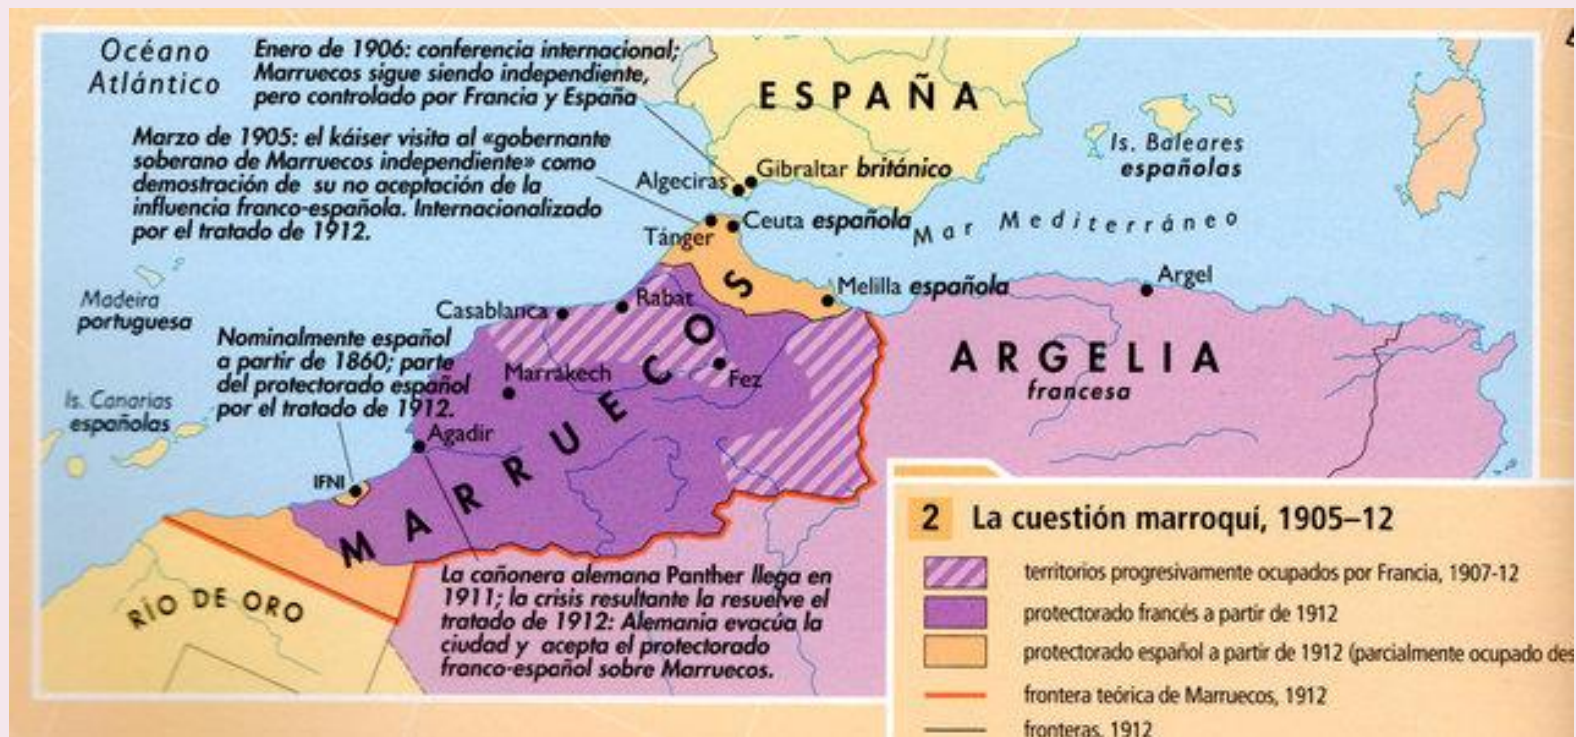 Océano
Atlántico
Enero de 1906: conferencia internacional;
Marruecos sigue siendo independiente,
pero controlado por Francia y España
ESPAÑA
Marzo de 1905: el káiser visita al «gobernante
soberano de Marruecos independiente» como
demostración de su no aceptación de la
influencia franco-española. Internacionalizado
por el tratado de 1912.
Is. Baleares
españolas
Gibraltar británico
Algeciras
Ceuta española
Tánger
Mar Mediterráneo
Melilla española
Argel
Madeira
portuguesa
Casablanca
Rabat
Nominalmente español
a partir de 1860; parte
del protectorado español
por el tratado de 1912.
Marrakech
Fez
ARGELIA
francesa
Is. Canarias
españolas
Agadir
IFNI
MARRUECOS
RÍO DE ORO
La cañonera alemana Panther llega en
1911; la crisis resultante la resuelve el
tratado de 1912: Alemania evacúa la
ciudad y acepta el protectorado
franco-español sobre Marruecos.
2 La cuestión marroquí, 1905–12
territorios progresivamente ocupados por Francia, 1907-12
protectorado francés a partir de 1912
protectorado español a partir de 1912 (parcialmente ocupado des
frontera teórica de Marruecos, 1912
fronteras, 1912